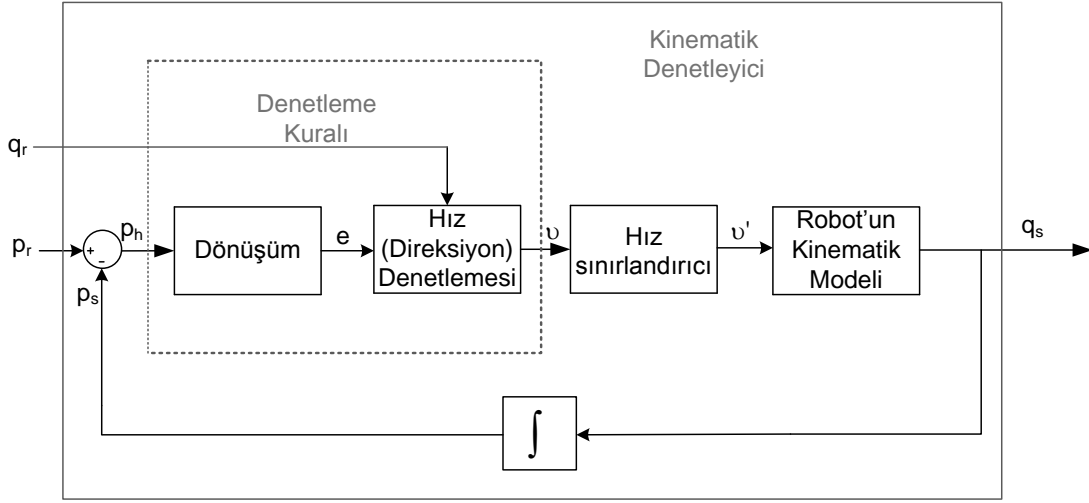 Kinematik
Denetleyici
Denetleme
Kuralı
qr
pr
+
-
ph
ps
Dönüşüm
e
Hız
(Direksiyon)
Denetlemesi
υ
Hız
sınırlandırıcı
υ'
Robot’un
Kinematik
Modeli
qs
∫